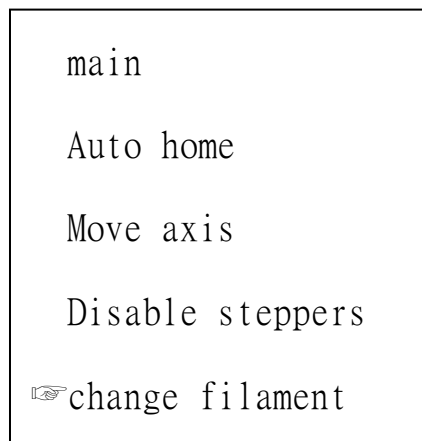 main
Auto home
Move axis
Disable steppers
☞change filament